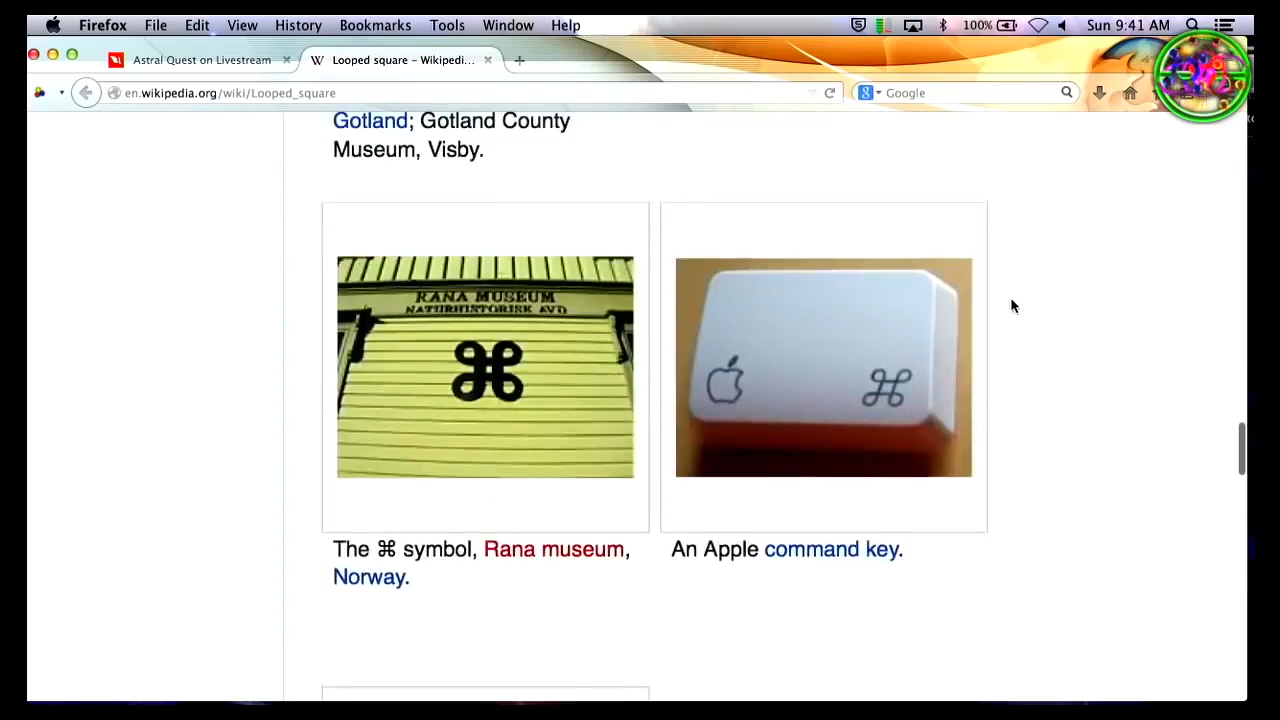 Firefox File Edit View History Bookmarks Tools Window Help 100% Sun 9:41 AM
Astral Quest on Livestream
W Looped square – Wikipedi...
en.wikipedia.org/wiki/Looped_square
Google
Gotland; Gotland County
Museum, Visby.
RANA MUSEUM
NATURHISTORISK AVD
⌘
⌘
The ⌘ symbol, Rana museum,
Norway.
An Apple command key.